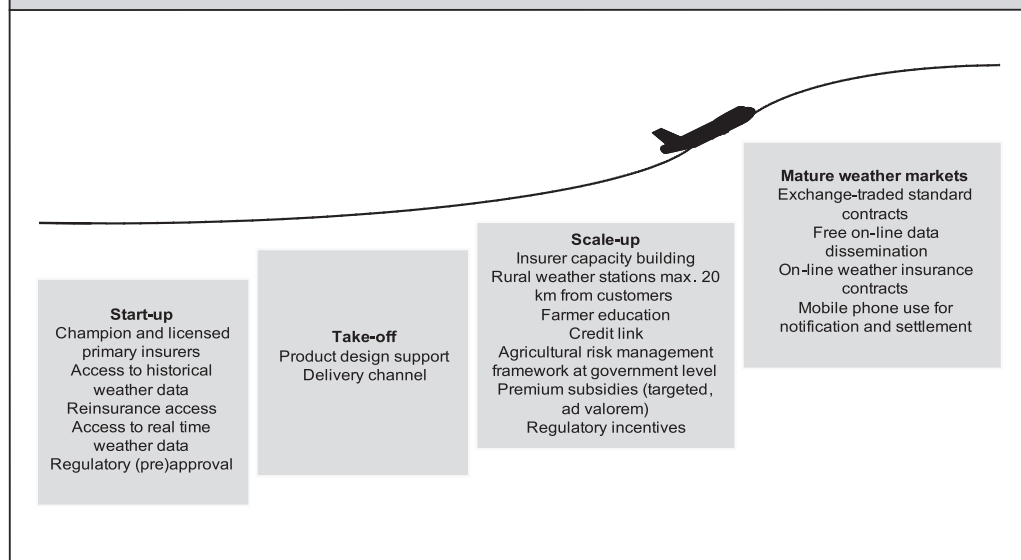 Start-up
Champion and licensed
primary insurers
Access to historical
weather data
Reinsurance access
Access to real time
weather data
Regulatory (pre)approval
Take-off
Product design support
Delivery channel
Scale-up
Insurer capacity building
Rural weather stations max. 20
km from customers
Farmer education
Credit link
Agricultural risk management
framework at government level
Premium subsidies (targeted,
ad valorem)
Regulatory incentives
Mature weather markets
Exchange-traded standard
contracts
Free on-line data
dissemination
On-line weather insurance
contracts
Mobile phone use for
notification and settlement